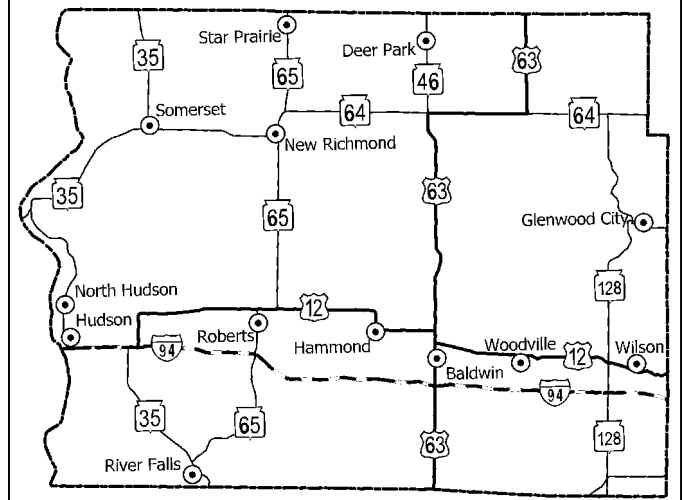 Star Prairie
35
Deer Park
63
65
46
64
64
Somerset
New Richmond
35
63
65
Glenwood City
North Hudson
128
12
Hudson
Roberts
Hammond
94
Woodville
12
Wilson
Baldwin
94
35
65
63
128
River Falls